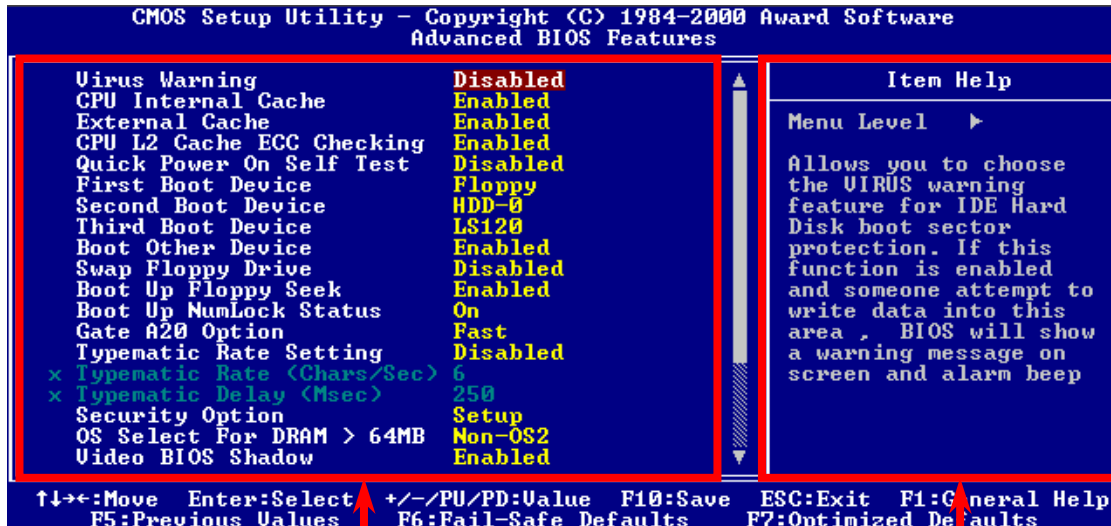 CMOS Setup Utility - Copyright (C) 1984-2000 Award Software
Advanced BIOS Features
Virus Warning Disabled
CPU Internal Cache Enabled
External Cache Enabled
CPU L2 Cache ECC Checking Enabled
Quick Power On Self Test Disabled
First Boot Device Floppy
Second Boot Device HDD-0
Third Boot Device LS120
Boot Other Device Enabled
Swap Floppy Drive Disabled
Boot Up Floppy Seek Enabled
Boot Up NumLock Status On
Gate A20 Option Fast
Typematic Rate Setting Disabled
x Typematic Rate (Chars/Sec) 6
x Typematic Delay (Msec) 250
Security Option Setup
OS Select For DRAM > 64MB Non-OS2
Video BIOS Shadow Enabled
Item Help
Menu Level ►
Allows you to choose
the VIRUS warning
feature for IDE Hard
Disk boot sector
protection. If this
function is enabled
and someone attempt to
write data into this
area , BIOS will show
a warning message on
screen and alarm beep
↑↓→←:Move Enter:Select +/-/PU/PD:Value F10:Save ESC:Exit F1:General Help
F5:Previous Values F6:Fail-Safe Defaults F7:Optimized Defaults